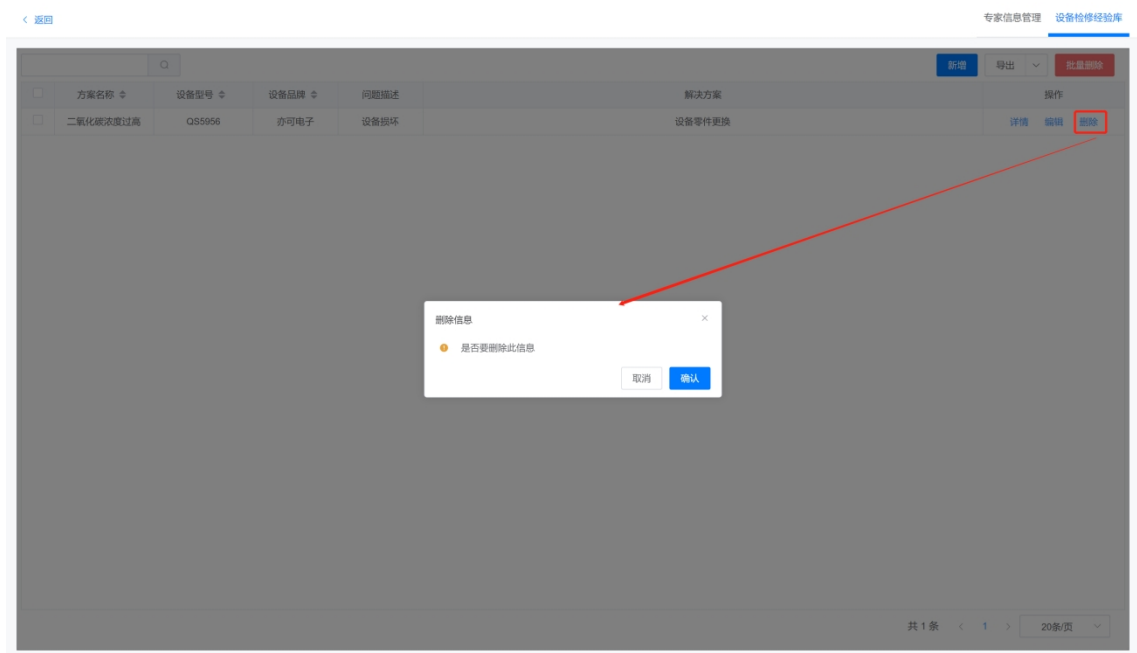 < 返回
专家信息管理 设备检修经验库
新增 导出 批量删除
方案名称 设备型号 设备品牌 问题描述 解决方案 操作
二氧化碳浓度过高 QS5956 亦可电子 设备损坏 设备零件更换 详情 编辑 删除
删除信息 ×
是否要删除此信息
取消 确认
共 1 条 < 1 > 20条/页